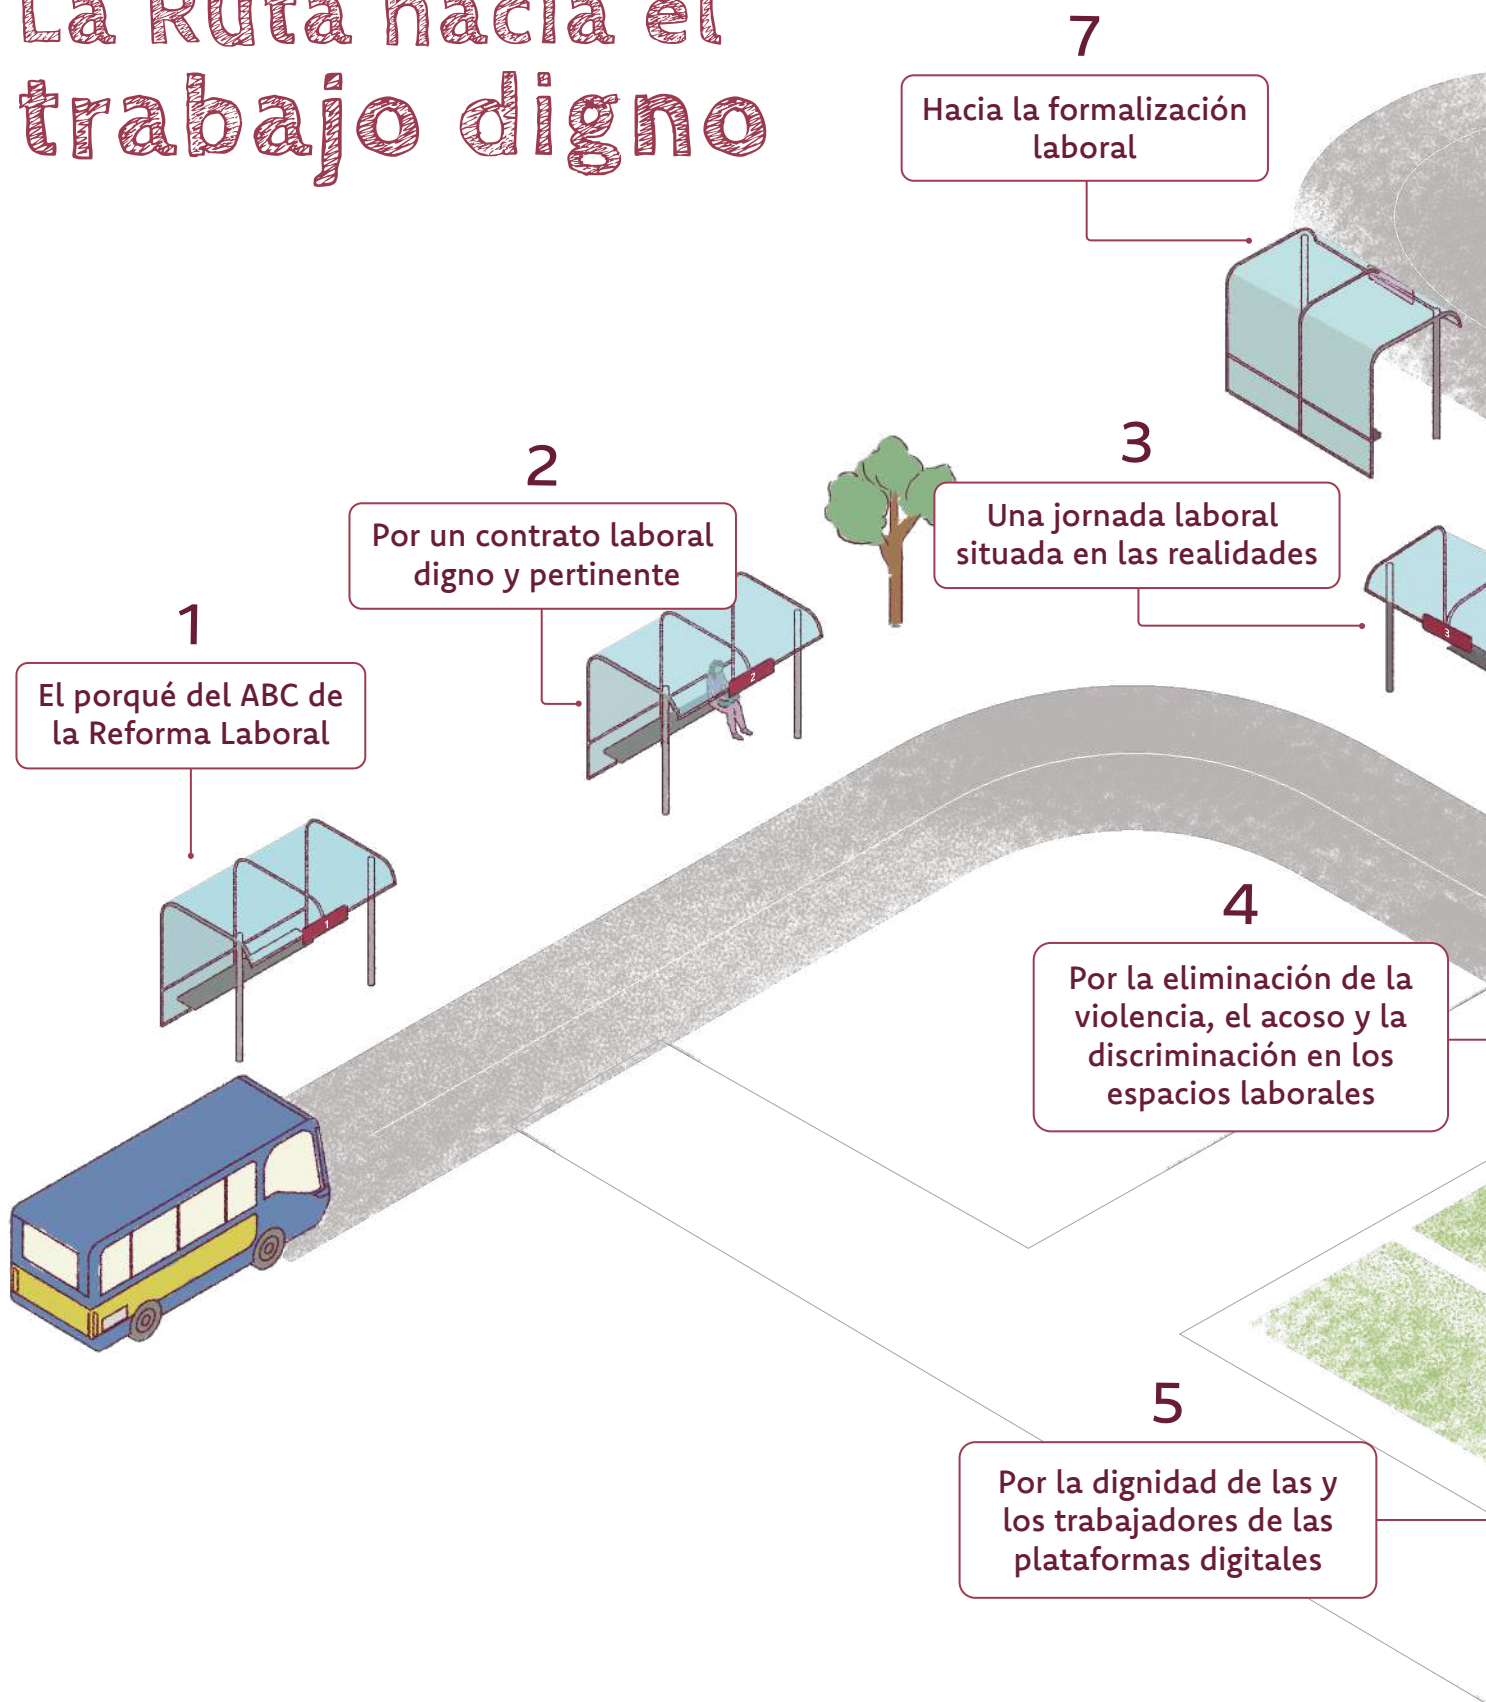 La Ruta hacia el
trabajo digno
7
Hacia la formalización
laboral
2
Por un contrato laboral
digno y pertinente
3
Una jornada laboral
situada en las realidades
1
El porqué del ABC de
la Reforma Laboral
3
2
1
4
Por la eliminación de la
violencia, el acoso y la
discriminación en los
espacios laborales
5
Por la dignidad de las y
los trabajadores de las
plataformas digitales